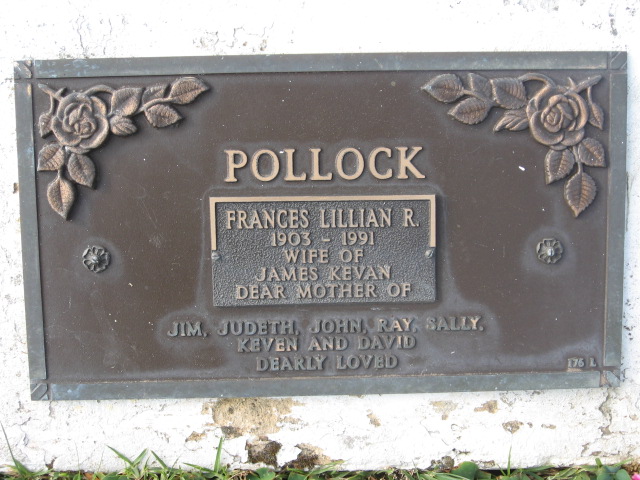 POLLOCK
FRANCES LILLIAN R.
1903 - 1991
WIFE OF
JAMES KEVAN
DEAR MOTHER OF
JIM, JUDETH, JOHN, RAY, SALLY,
KEVEN AND DAVID
DEARLY LOVED
176 L